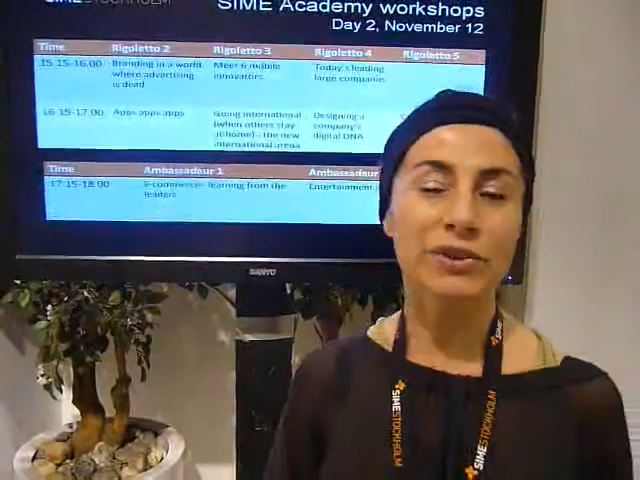 SIMESTOCKHOLM
SIME Academy workshops
Day 2, November 12
Time Rigoletto 2 Rigoletto 3 Rigoletto 4 Rigoletto 5
15.15-16.00 Branding in a world where advertising is dead
Meet 6 mobile innovators
Today's leading large companies
16.15-17.00 Apps apps apps
Going international (when others stay at home) - the new international arena
Designing a company's digital DNA
Time Ambassadeur 1 Ambassadeur
17.15-18.00 E-commerce - learning from the leaders
Entertainment
SANYO
SIMESTOCKHOLM
SIMESTOCKHOLM
SIME